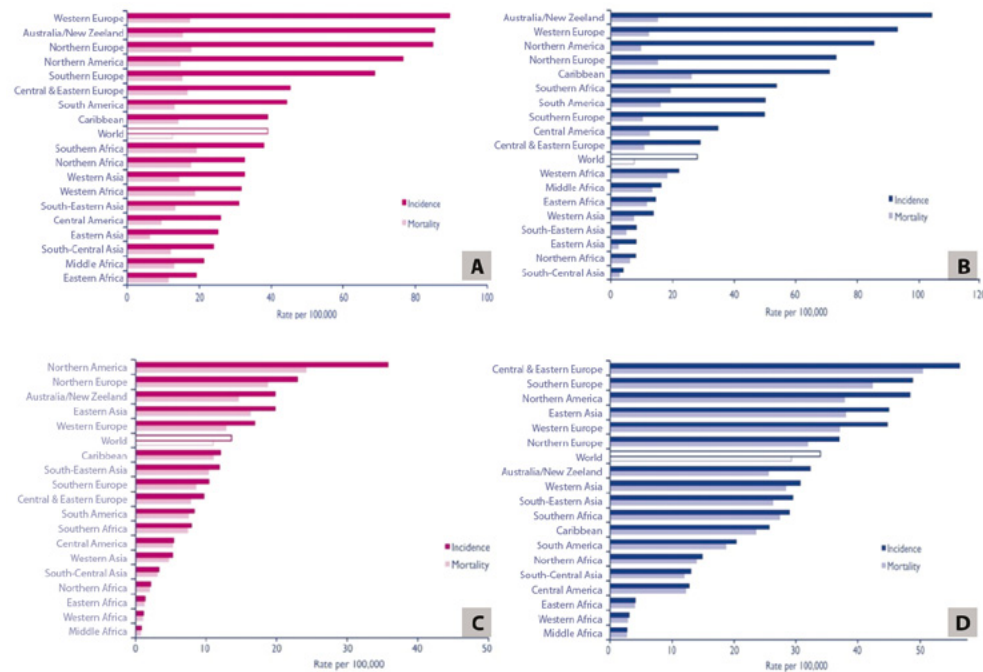 Western Europe
Australia/New Zeeland
Northern Europe
Northern America
Southern Europe
Central & Eastern Europe
South America
Caribbean
World
Southern Africa
Northern Africa
Western Asia
Western Africa
South-Eastern Asia
Central America
Eastern Asia
South-Central Asia
Middle Africa
Eastern Africa
Incidence
Mortality
A
0 20 40 60 80 100
Rate per 100,000
Australia/New Zeeland
Western Europe
Northern America
Northern Europe
Caribbean
Southern Africa
South America
Southern Europe
Central America
Central & Eastern Europe
World
Western Africa
Middle Africa
Eastern Africa
Western Asia
South-Eastern Asia
Eastern Asia
Northern Africa
South-Central Asia
Incidence
Mortality
B
0 20 40 60 80 100 120
Rate per 100,000
Northern America
Northern Europe
Australia/New Zeeland
Eastern Asia
Western Europe
World
Caribbean
South-Eastern Asia
Southern Europe
Central & Eastern Europe
South America
Southern Africa
Central America
Western Asia
South-Central Asia
Northern Africa
Eastern Africa
Western Africa
Middle Africa
Incidence
Mortality
C
0 10 20 30 40 50
Rate per 100,000
Central & Eastern Europe
Southern Europe
Northern America
Eastern Asia
Western Europe
Northern Europe
World
Australia/New Zeeland
Western Asia
South-Eastern Asia
Southern Africa
Caribbean
South America
Northern Africa
South-Central Asia
Central America
Eastern Africa
Western Africa
Middle Africa
Incidence
Mortality
D
0 10 20 30 40 50
Rate per 100,000